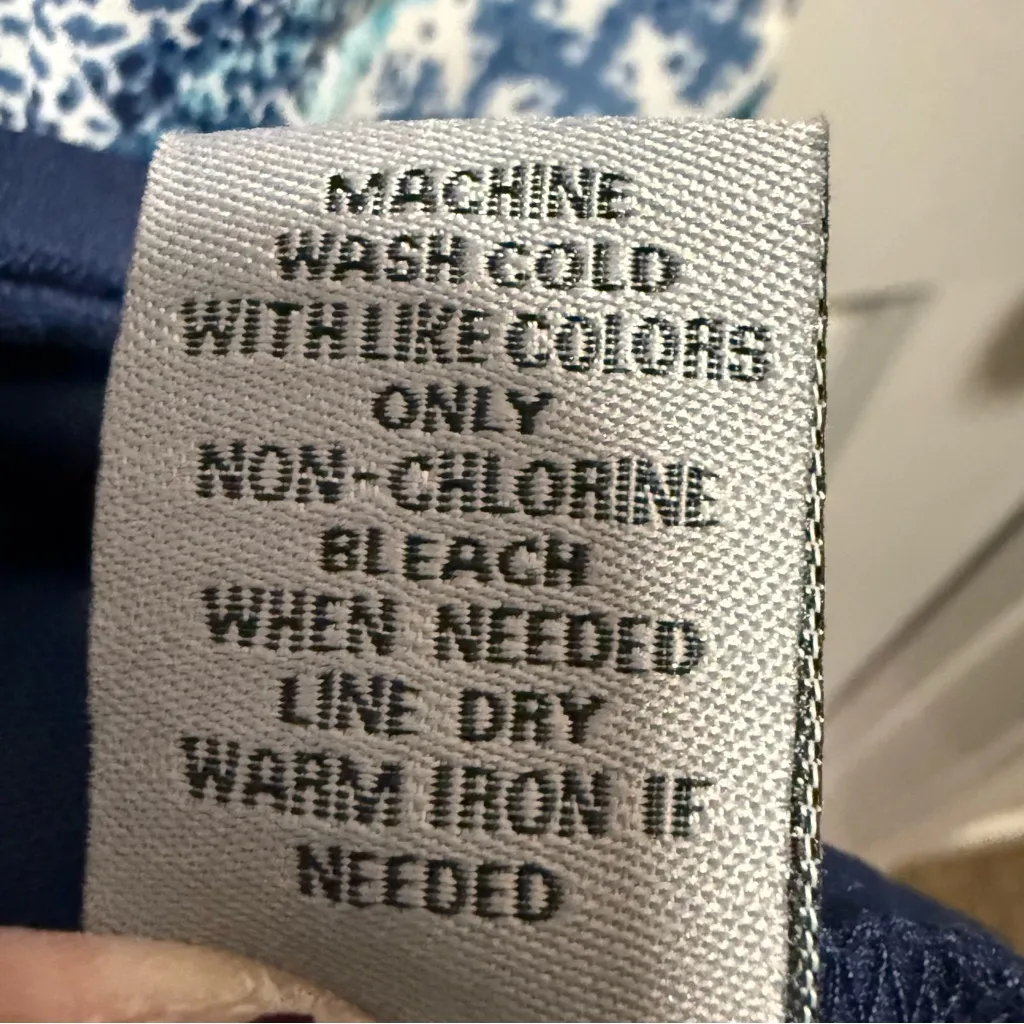 MACHINE
WASH COLD
WITH LIKE COLORS
ONLY
NON-CHLORINE
BLEACH
WHEN NEEDED
LINE DRY
WARM IRON IF
NEEDED